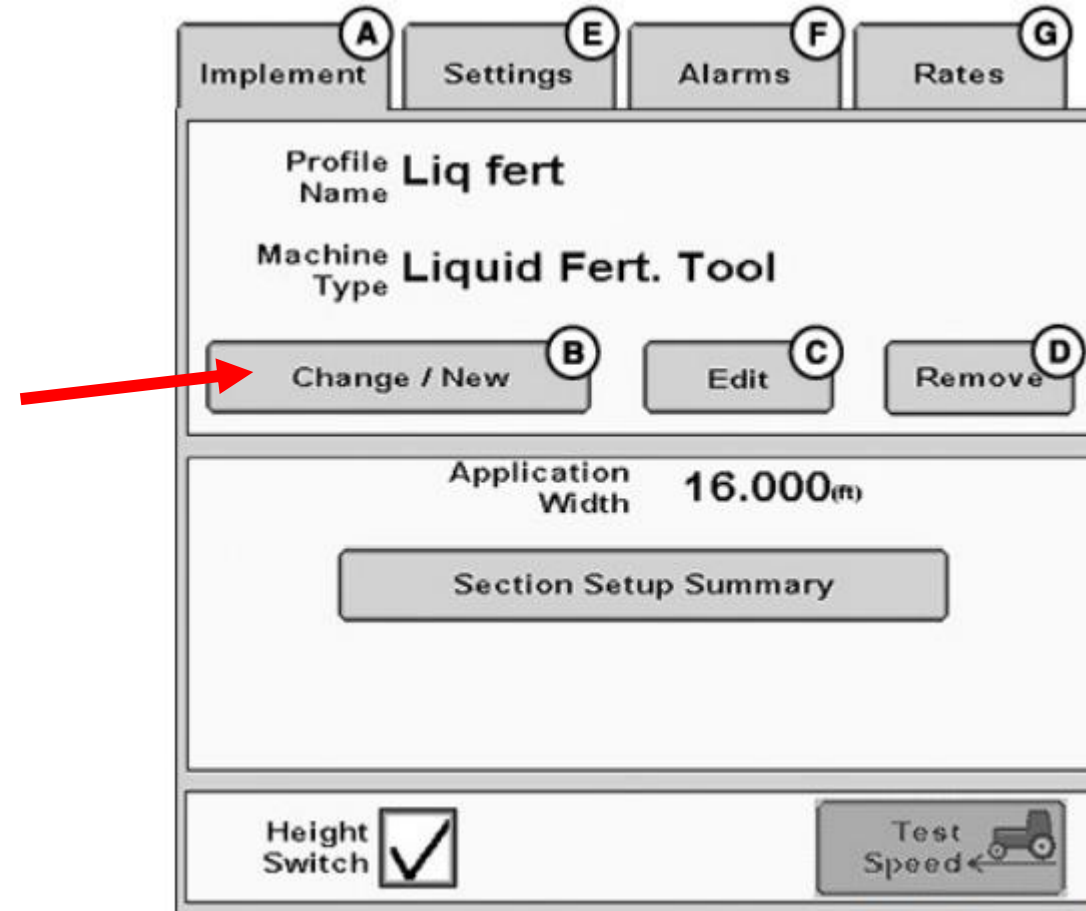 A E F G
Implement Settings Alarms Rates
Profile Name Liq fert
Machine Type Liquid Fert. Tool
B C D
Change / New Edit Remove
Application Width 16.000(ft)
Section Setup Summary
Height Switch
Test Speed